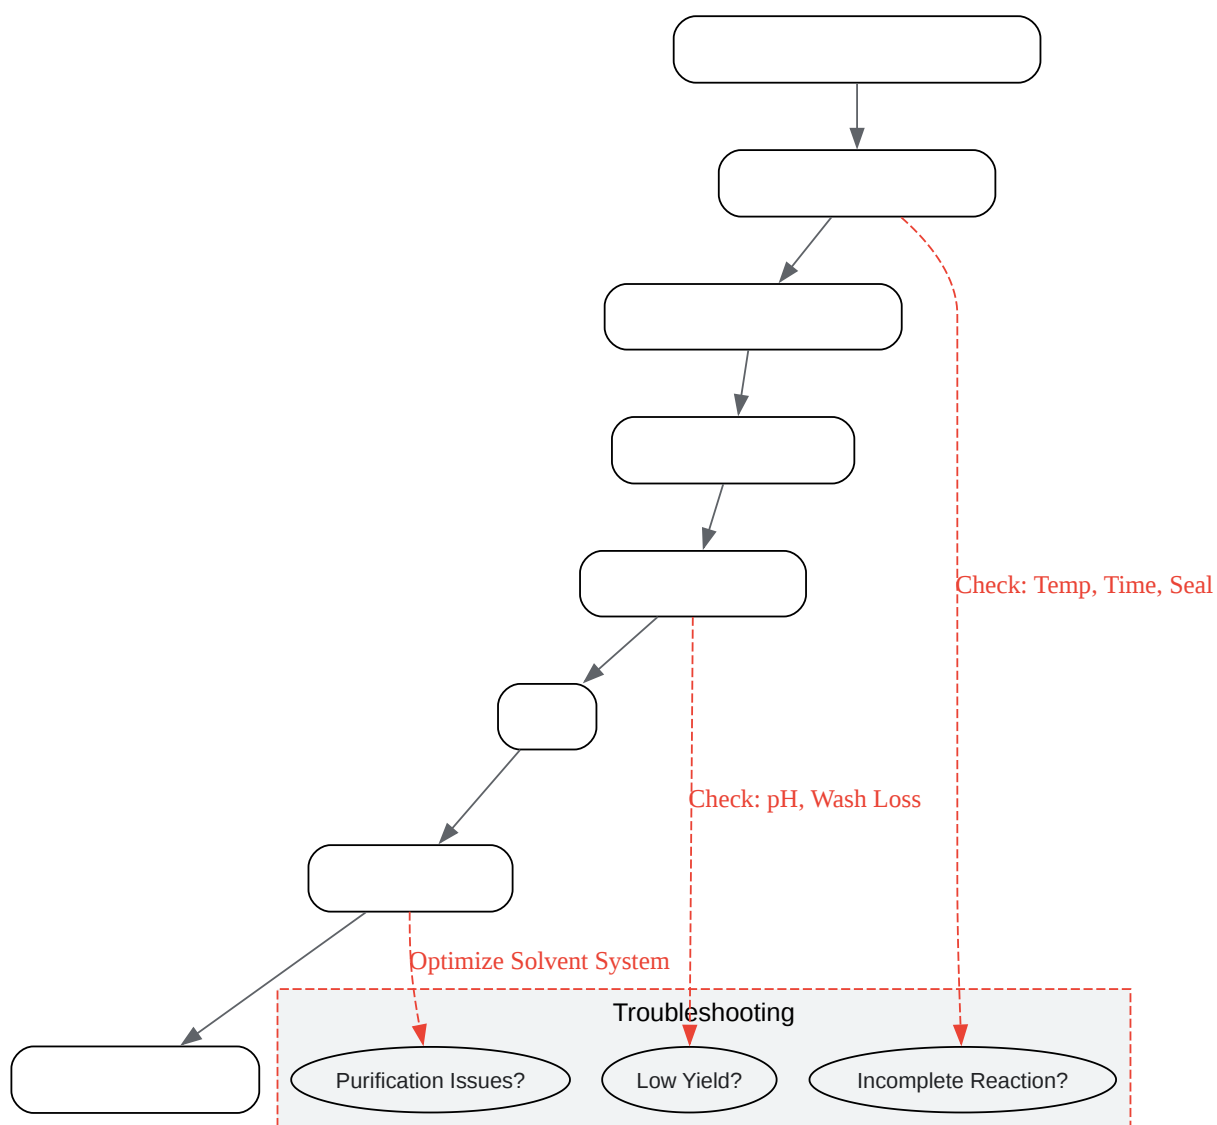 Check: Temp, Time, Seal
Check: pH, Wash Loss
Optimize Solvent System
Troubleshooting
Purification Issues?
Low Yield?
Incomplete Reaction?